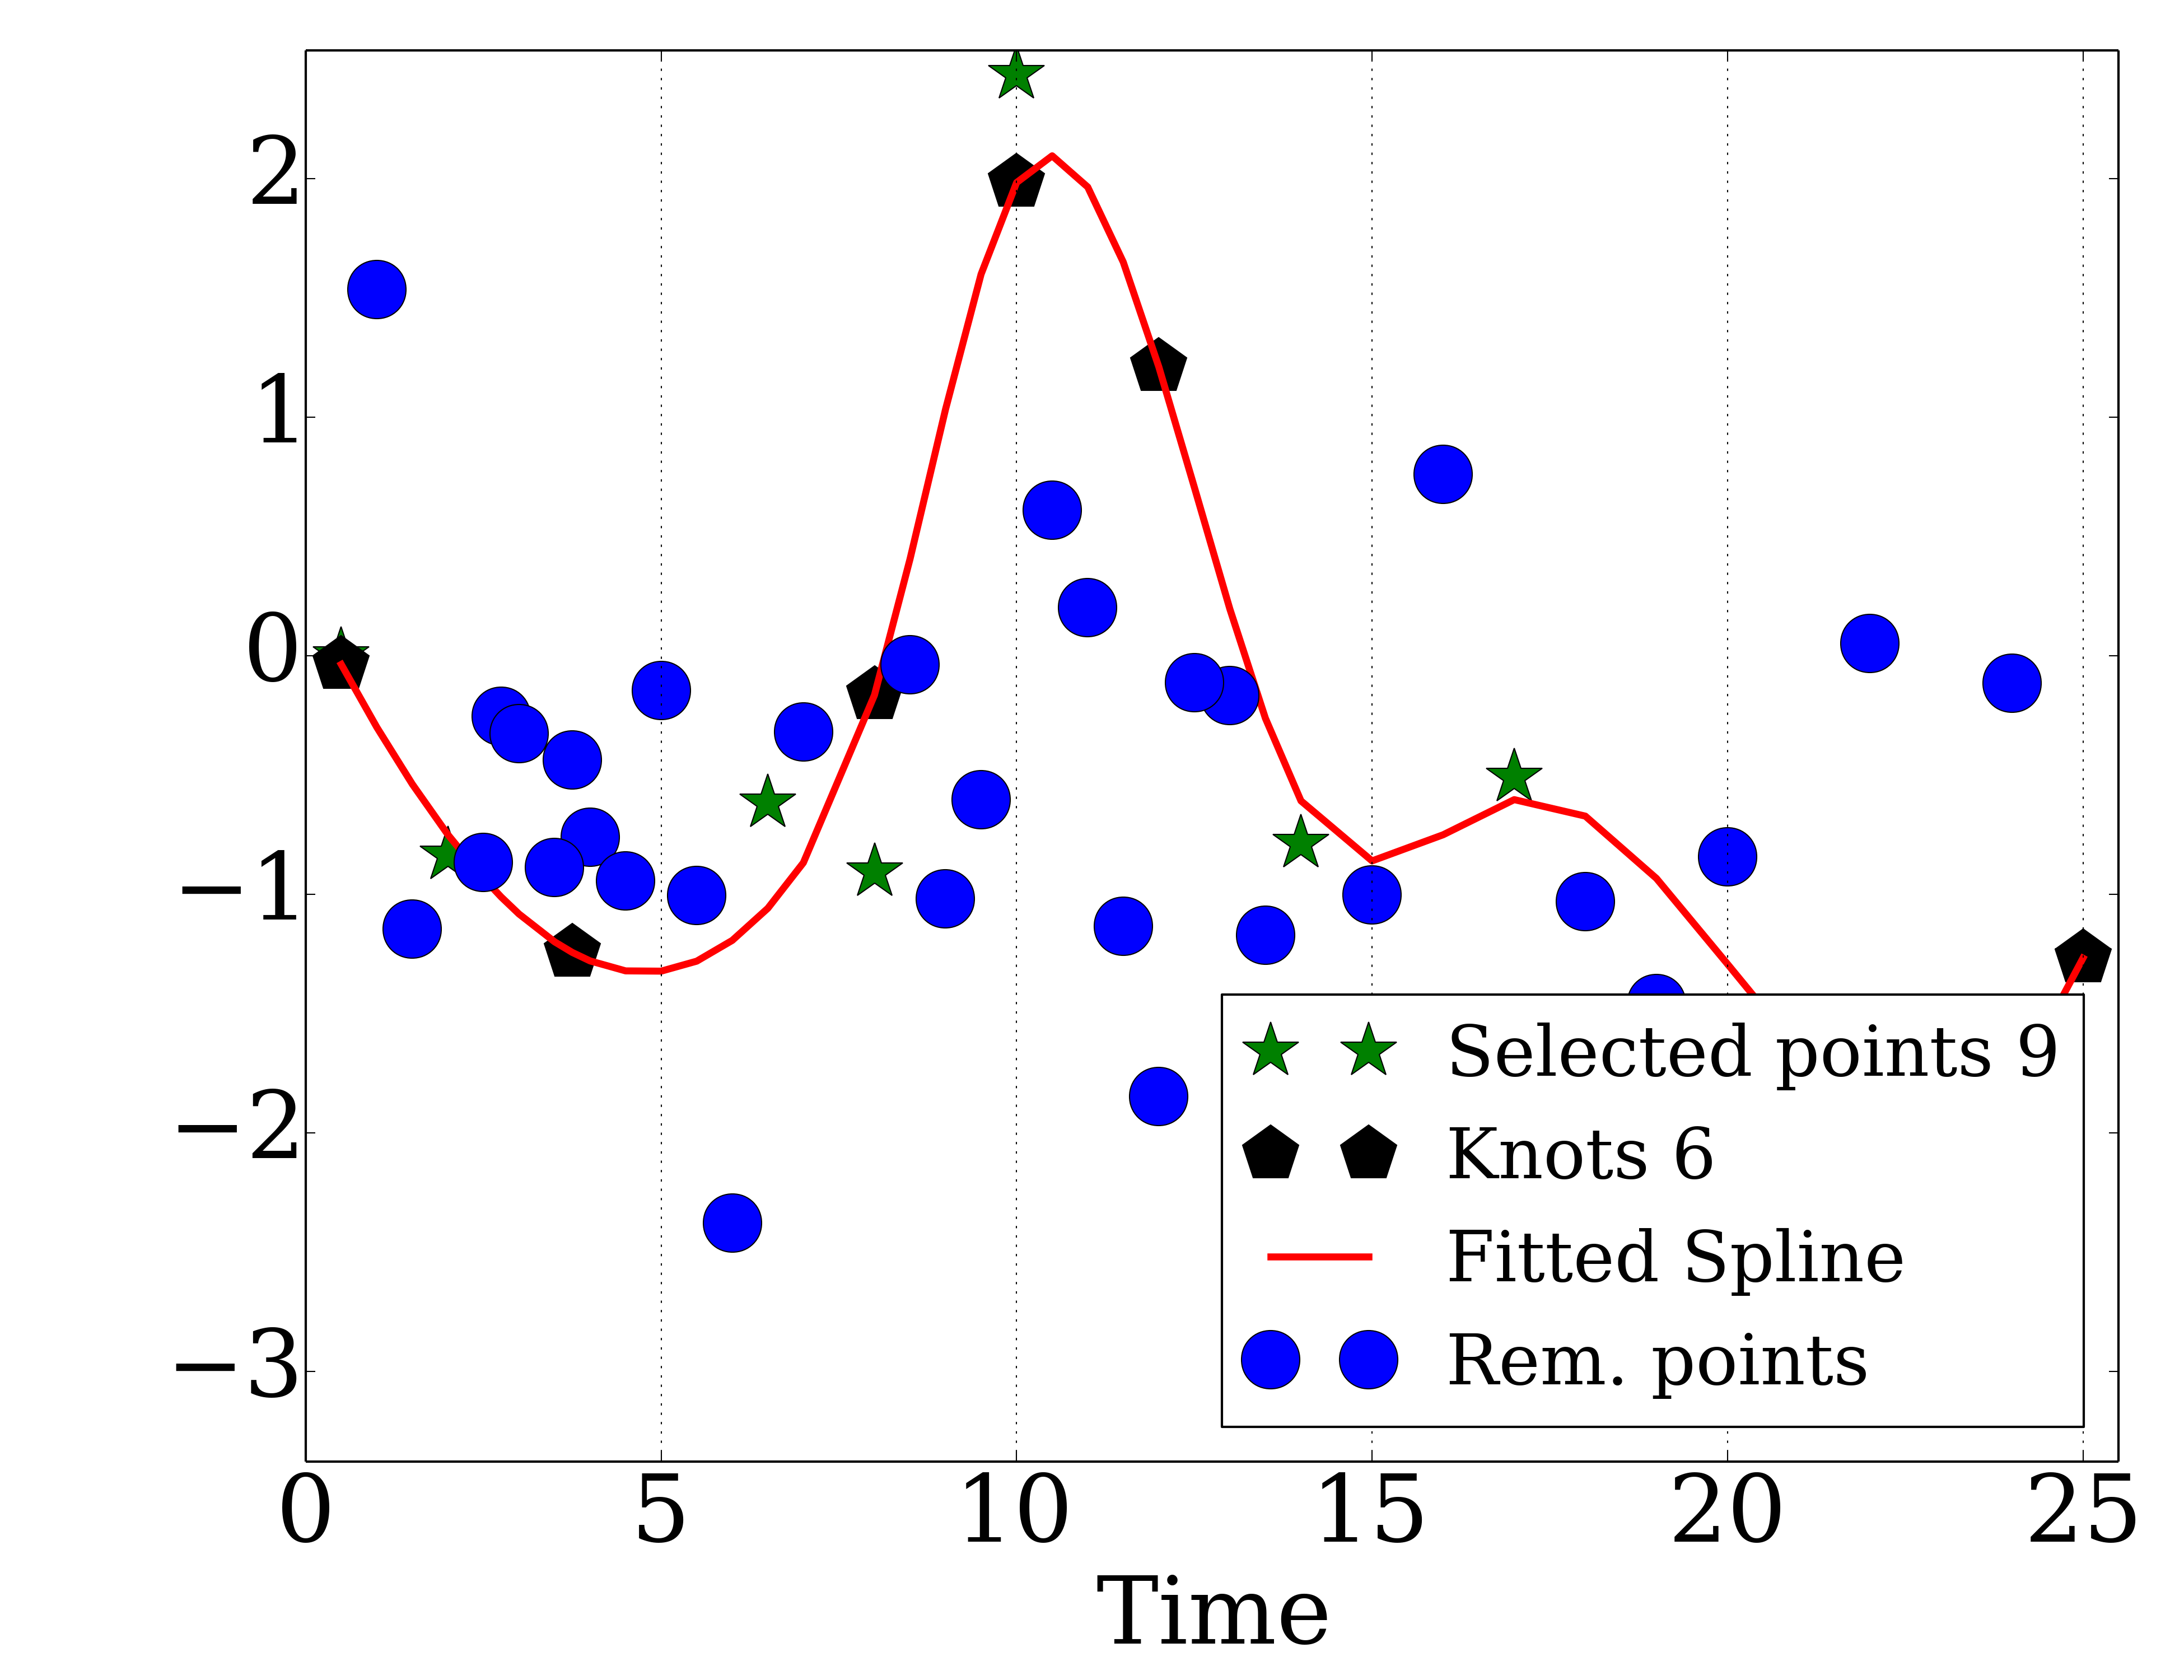 2
1
0
−1
−2
−3
0 5 10 15 20 25
Time
Selected points 9
Knots 6
Fitted Spline
Rem. points